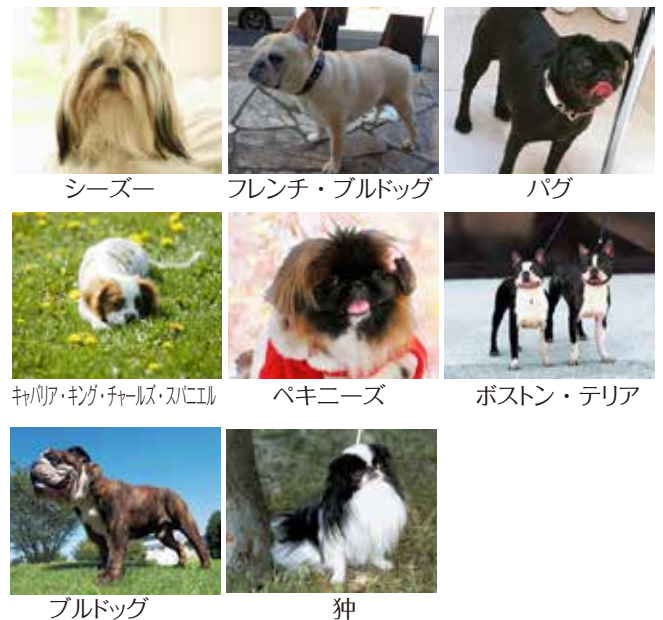 シーズー
フレンチ・ブルドッグ
パグ
キャバリア・キング・チャールズ・スパニエル
ペキニーズ
ボストン・テリア
ブルドッグ
狆